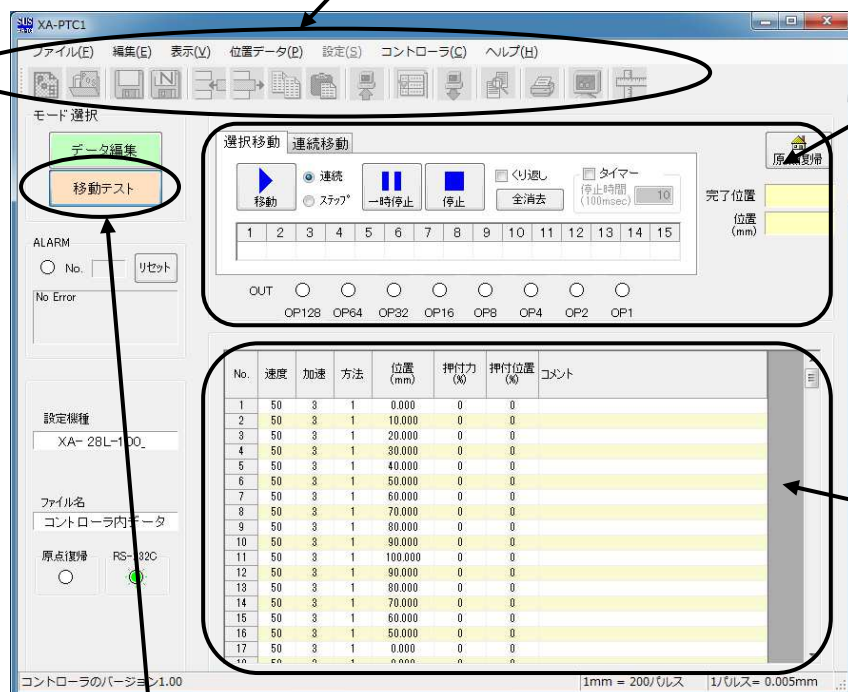 SUS XA-PTC1
ファイル(F) 編集(E) 表示(V) 位置データ(P) 設定(S) コントローラ(C) ヘルプ(H)
モード選択
データ編集
移動テスト
選択移動 連続移動
移動
連続
ステップ
一時停止
停止
くり返し
全消去
タイマー
停止時間
(100msec) 10
原点復帰
完了位置
位置
(mm)
1 2 3 4 5 6 7 8 9 10 11 12 13 14 15
OUT
OP128 OP64 OP32 OP16 OP8 OP4 OP2 OP1
ALARM
No. リセット
No Error
設定機種
XA- 28L-100_
ファイル名
コントローラ内データ
原点復帰 RS-232C
No. 速度 加速 方法 位置(mm) 押付力(%) 押付位置(%) コメント
1 50 3 1 0.000 0 0
2 50 3 1 10.000 0 0
3 50 3 1 20.000 0 0
4 50 3 1 30.000 0 0
5 50 3 1 40.000 0 0
6 50 3 1 50.000 0 0
7 50 3 1 60.000 0 0
8 50 3 1 70.000 0 0
9 50 3 1 80.000 0 0
10 50 3 1 90.000 0 0
11 50 3 1 100.000 0 0
12 50 3 1 90.000 0 0
13 50 3 1 80.000 0 0
14 50 3 1 70.000 0 0
15 50 3 1 60.000 0 0
16 50 3 1 50.000 0 0
17 50 3 1 0.000 0 0
コントローラのバージョン1.00 1mm = 200パルス 1パルス= 0.005mm